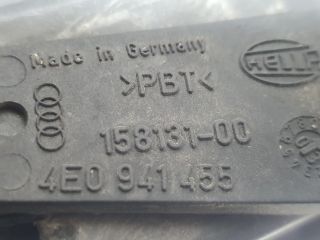 Made in Germany
HELLA
>PBT<
158131-00
4E0 941 455